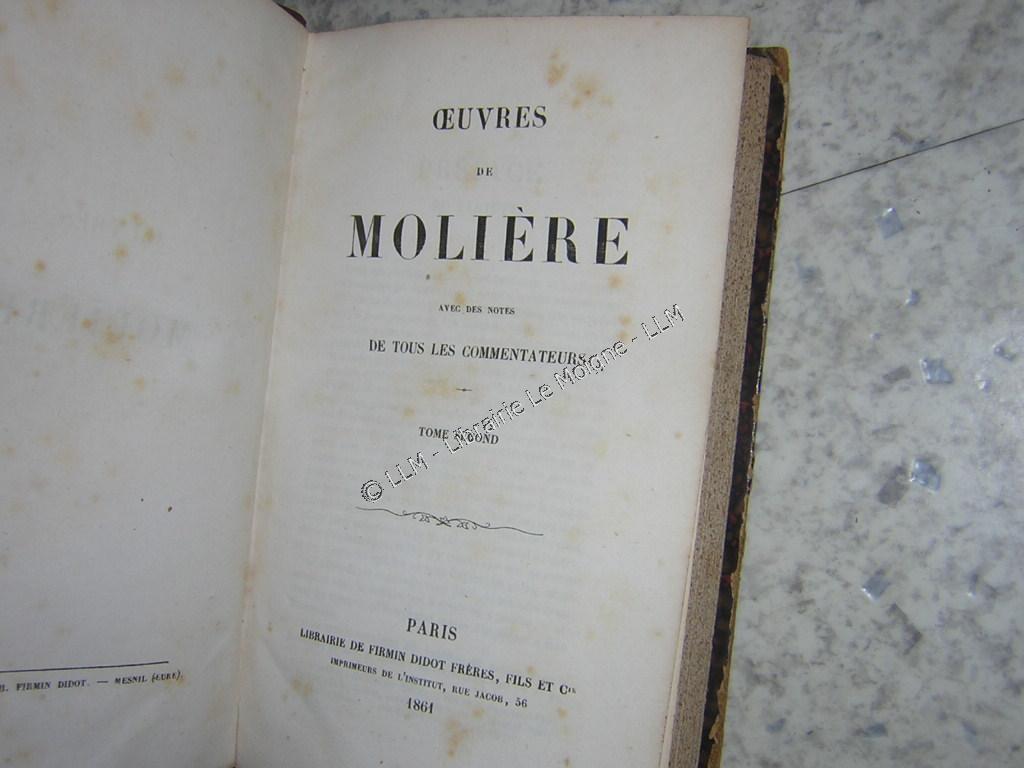 ŒUVRES
DE
MOLIÈRE
AVEC DES NOTES
DE TOUS LES COMMENTATEURS
TOME SECOND
© LLM - Librairie Le Moigne - LLM
PARIS
LIBRAIRIE DE FIRMIN DIDOT FRÈRES, FILS ET Cie
IMPRIMEURS DE L'INSTITUT, RUE JACOB, 56
1861
FIRMIN DIDOT. — MESNIL (EURE).